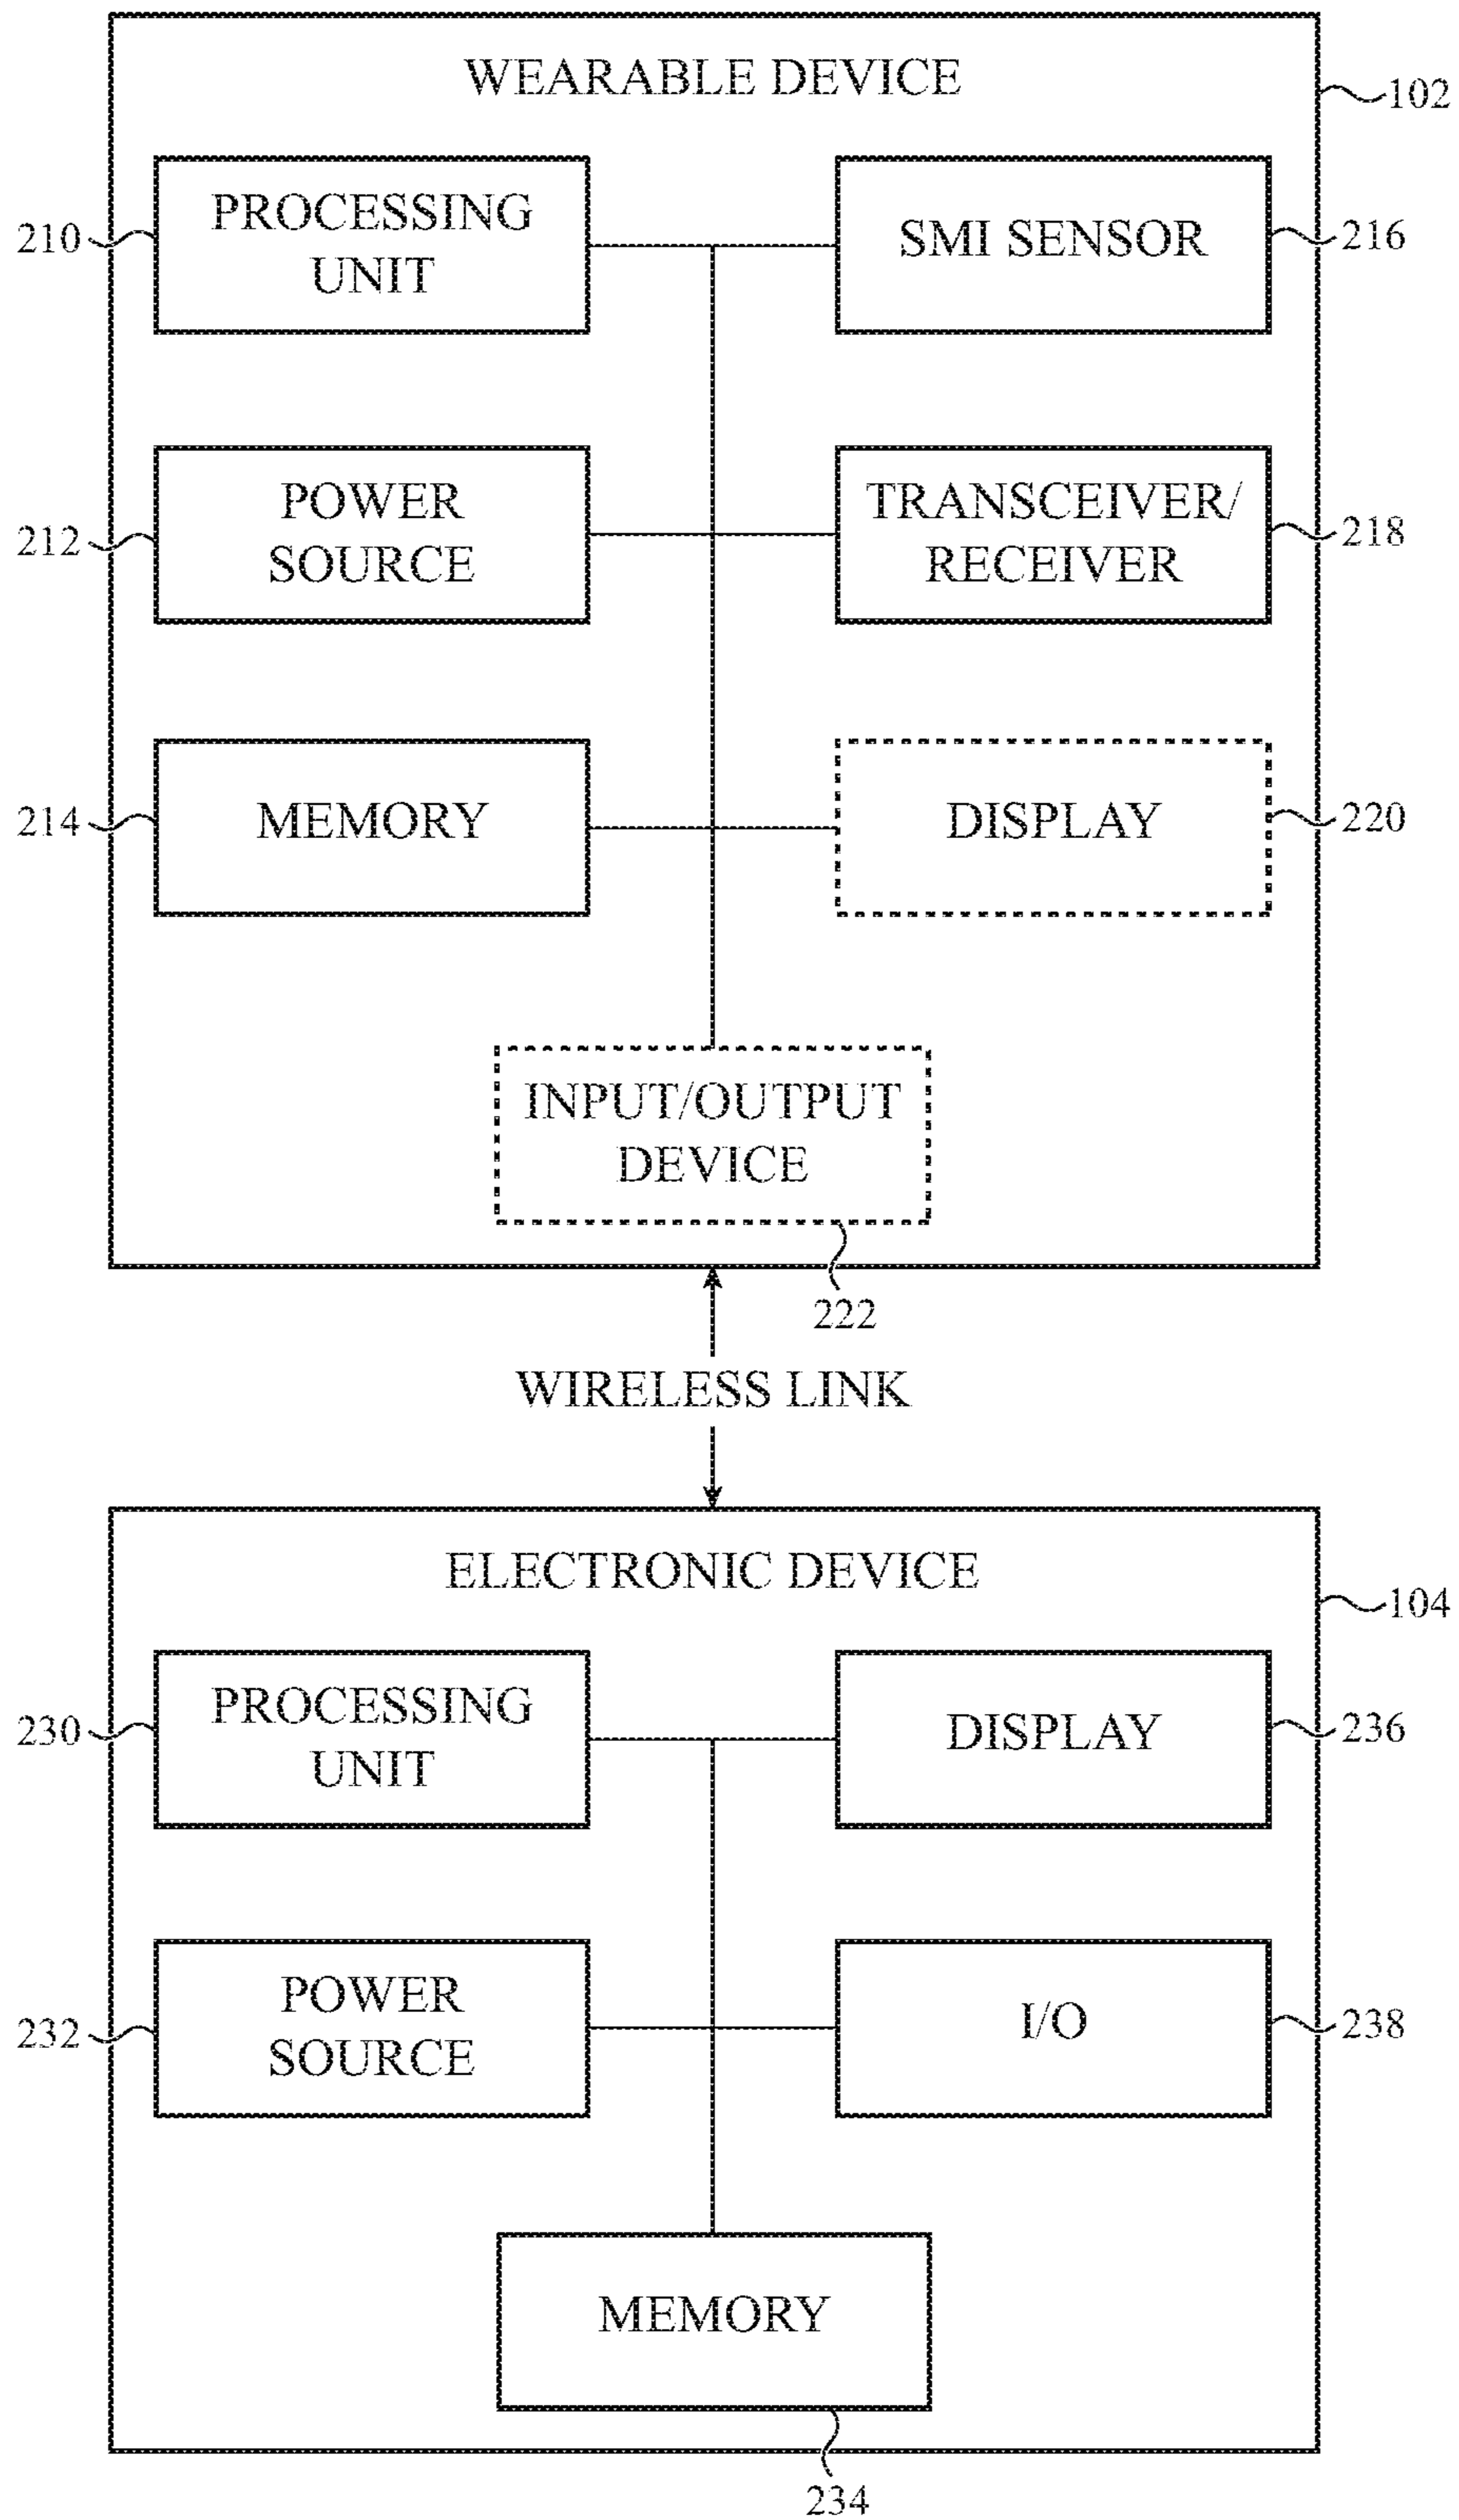 WEARABLE DEVICE
102
PROCESSING
UNIT
210
SMI SENSOR
216
POWER
SOURCE
212
TRANSCEIVER/
RECEIVER
218
MEMORY
214
DISPLAY
220
INPUT/OUTPUT
DEVICE
222
WIRELESS LINK
ELECTRONIC DEVICE
104
PROCESSING
UNIT
230
DISPLAY
236
POWER
SOURCE
232
I/O
238
MEMORY
234